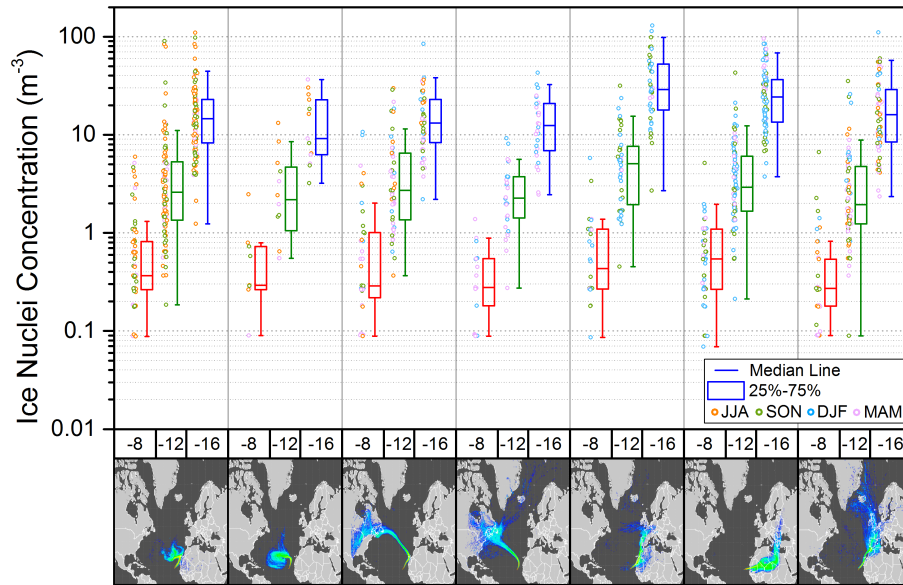 Ice Nuclei Concentration (m-3)
100
10
1
0.1
0.01
Median Line
25%-75%
JJA SON DJF MAM
-8 -12 -16 -8 -12 -16 -8 -12 -16 -8 -12 -16 -8 -12 -16 -8 -12 -16 -8 -12 -16